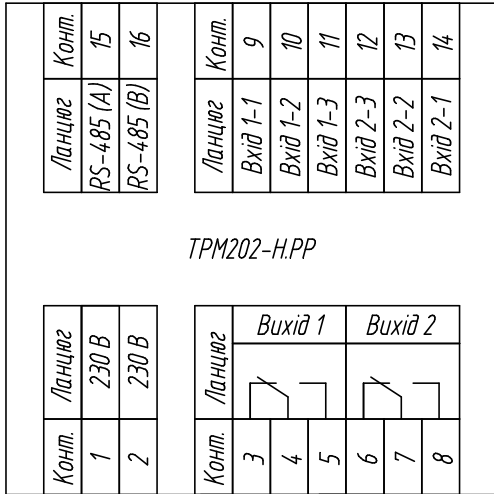 Конт. 15 16
Ланцюг RS-485 (A) RS-485 (B)
Конт. 9 10 11 12 13 14
Ланцюг Вхід 1-1 Вхід 1-2 Вхід 1-3 Вхід 2-3 Вхід 2-2 Вхід 2-1
ТРМ202-Н.РР
Ланцюг 230 В 230 В
Конт. 1 2
Ланцюг Вихід 1 Вихід 2
Конт. 3 4 5 6 7 8